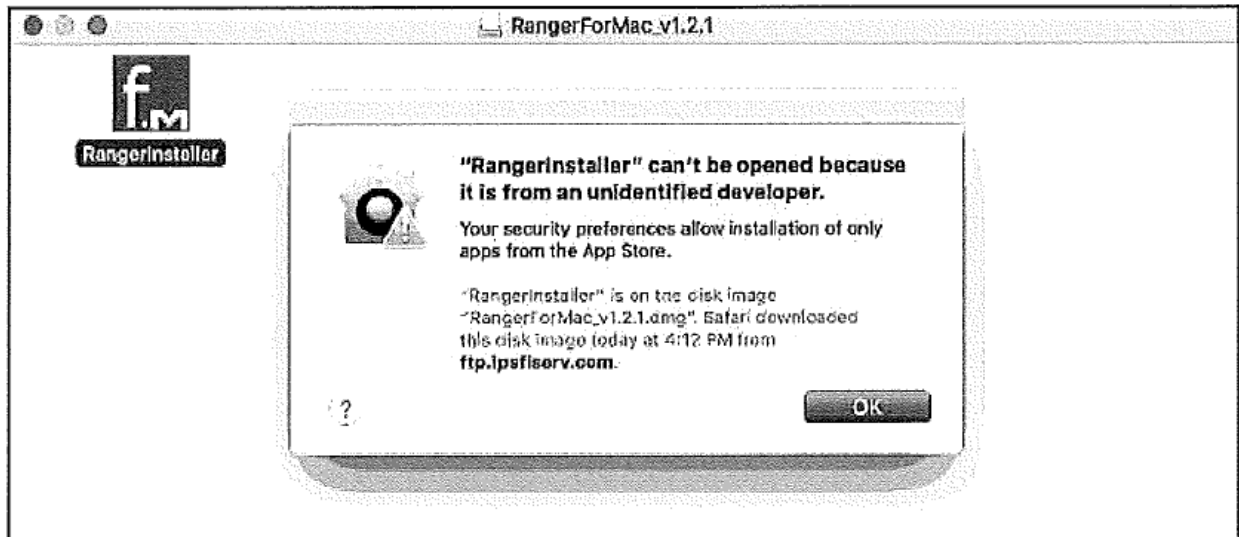 RangerForMac_v1.2.1
f.M
RangerInstaller
"RangerInstaller" can't be opened because
it is from an unidentified developer.
Your security preferences allow installation of only
apps from the App Store.
"RangerInstaller" is on the disk image
"RangerForMac_v1.2.1.dmg". Safari downloaded
this disk image today at 4:12 PM from
ftp.ipsfiserv.com.
?
OK